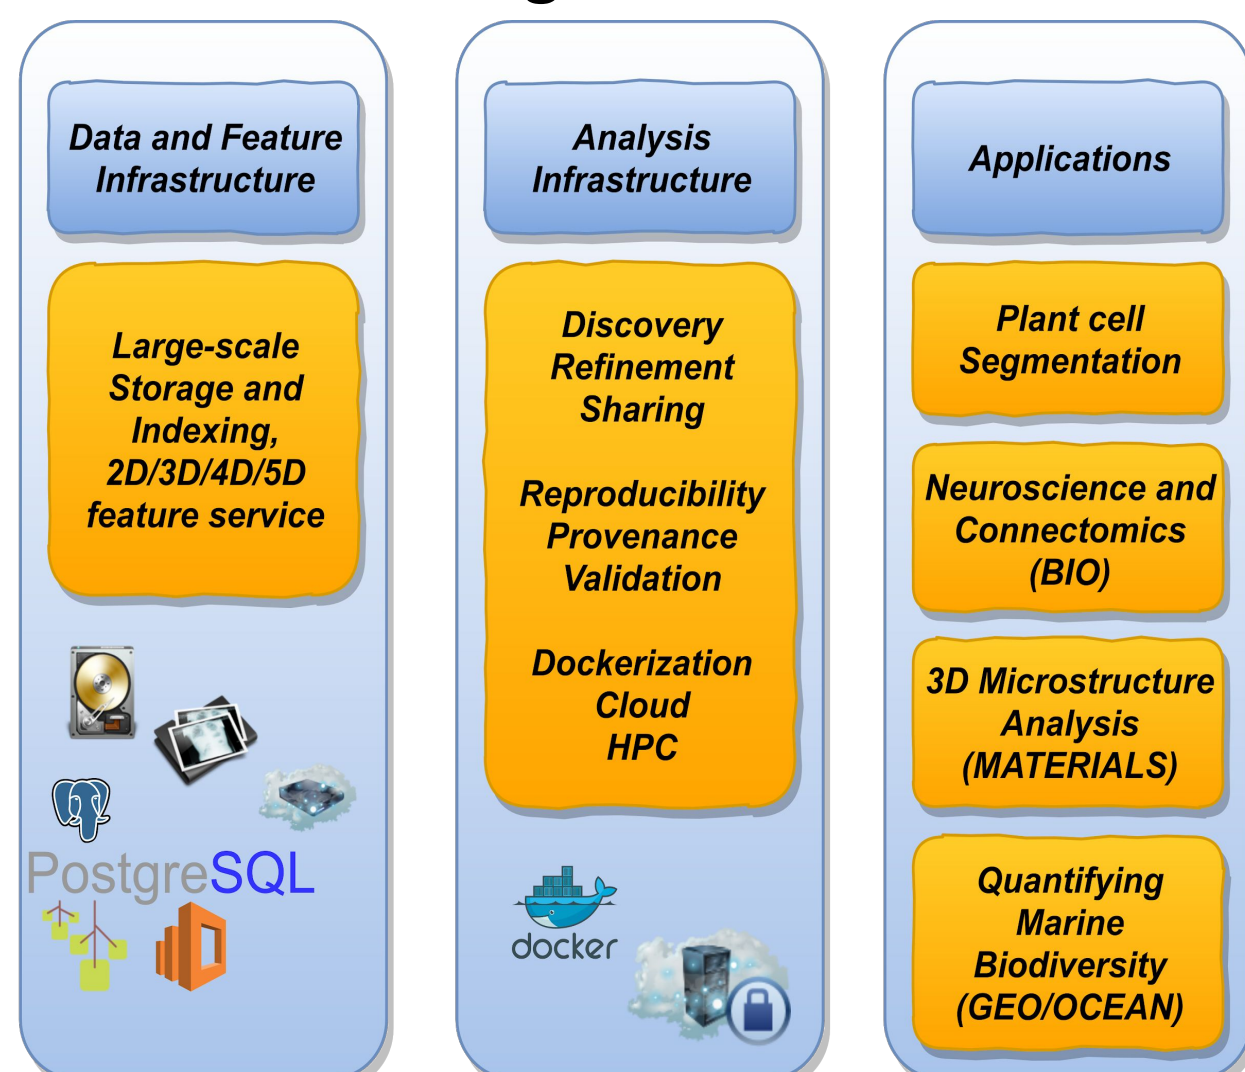 Data and Feature
Infrastructure
Large-scale
Storage and
Indexing,
2D/3D/4D/5D
feature service
PostgreSQL
Analysis
Infrastructure
Discovery
Refinement
Sharing
Reproducibility
Provenance
Validation
Dockerization
Cloud
HPC
docker
Applications
Plant cell
Segmentation
Neuroscience and
Connectomics
(BIO)
3D Microstructure
Analysis
(MATERIALS)
Quantifying
Marine
Biodiversity
(GEO/OCEAN)